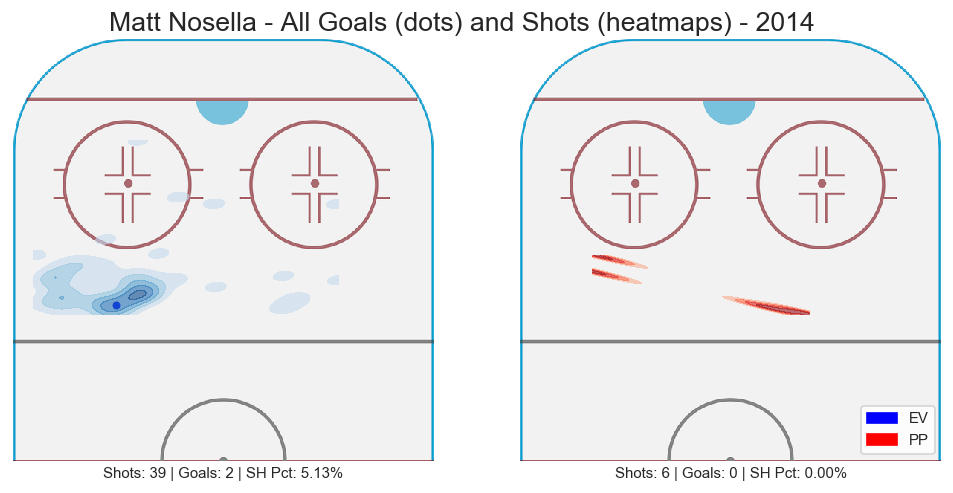 Matt Nosella - All Goals (dots) and Shots (heatmaps) - 2014
EV
PP
Shots: 39 | Goals: 2 | SH Pct: 5.13%
Shots: 6 | Goals: 0 | SH Pct: 0.00%